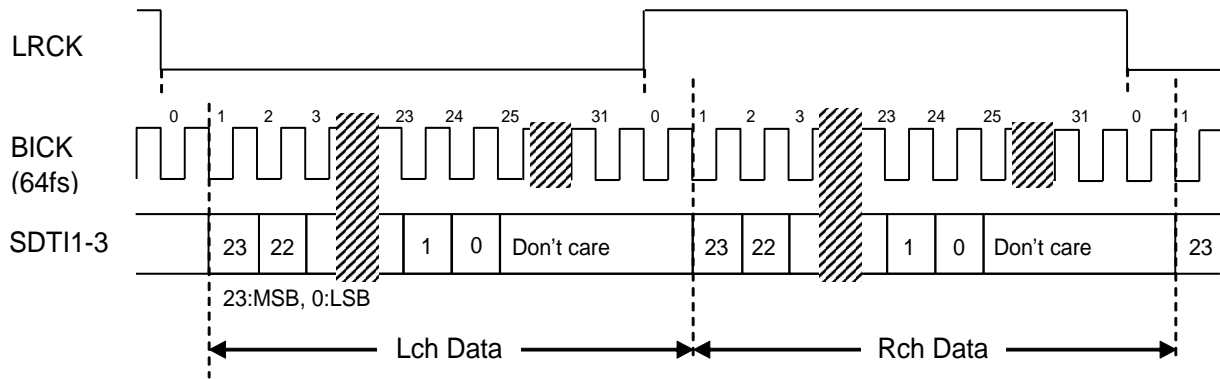 LRCK
0 1 2 3 23 24 25 31 0 1 2 3 23 24 25 31 0 1
BICK
(64fs)
SDTI1-3
23 22 1 0 Don't care 23 22 1 0 Don't care 23
23:MSB, 0:LSB
Lch Data Rch Data